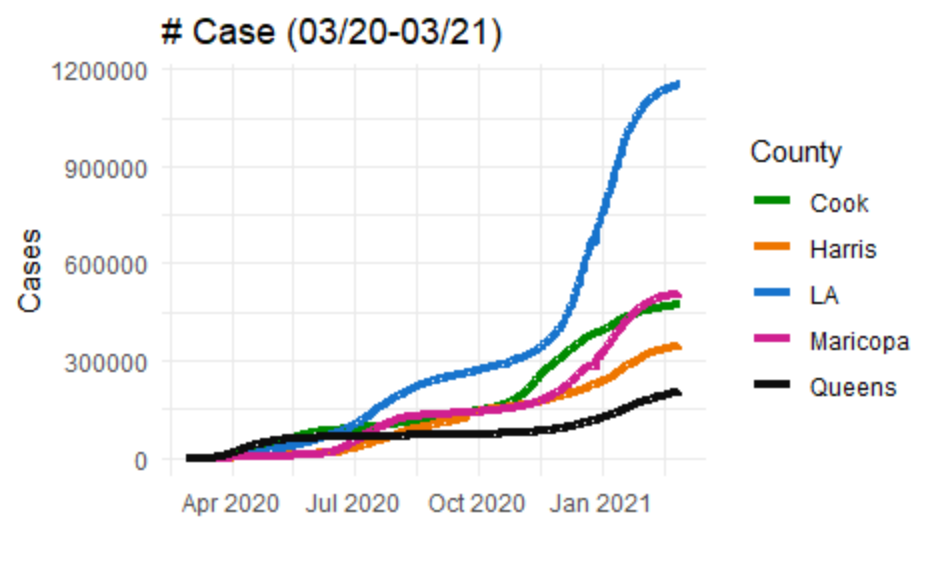 # Case (03/20-03/21)
1200000
900000
600000
300000
0
Cases
Apr 2020 Jul 2020 Oct 2020 Jan 2021
County
Cook
Harris
LA
Maricopa
Queens